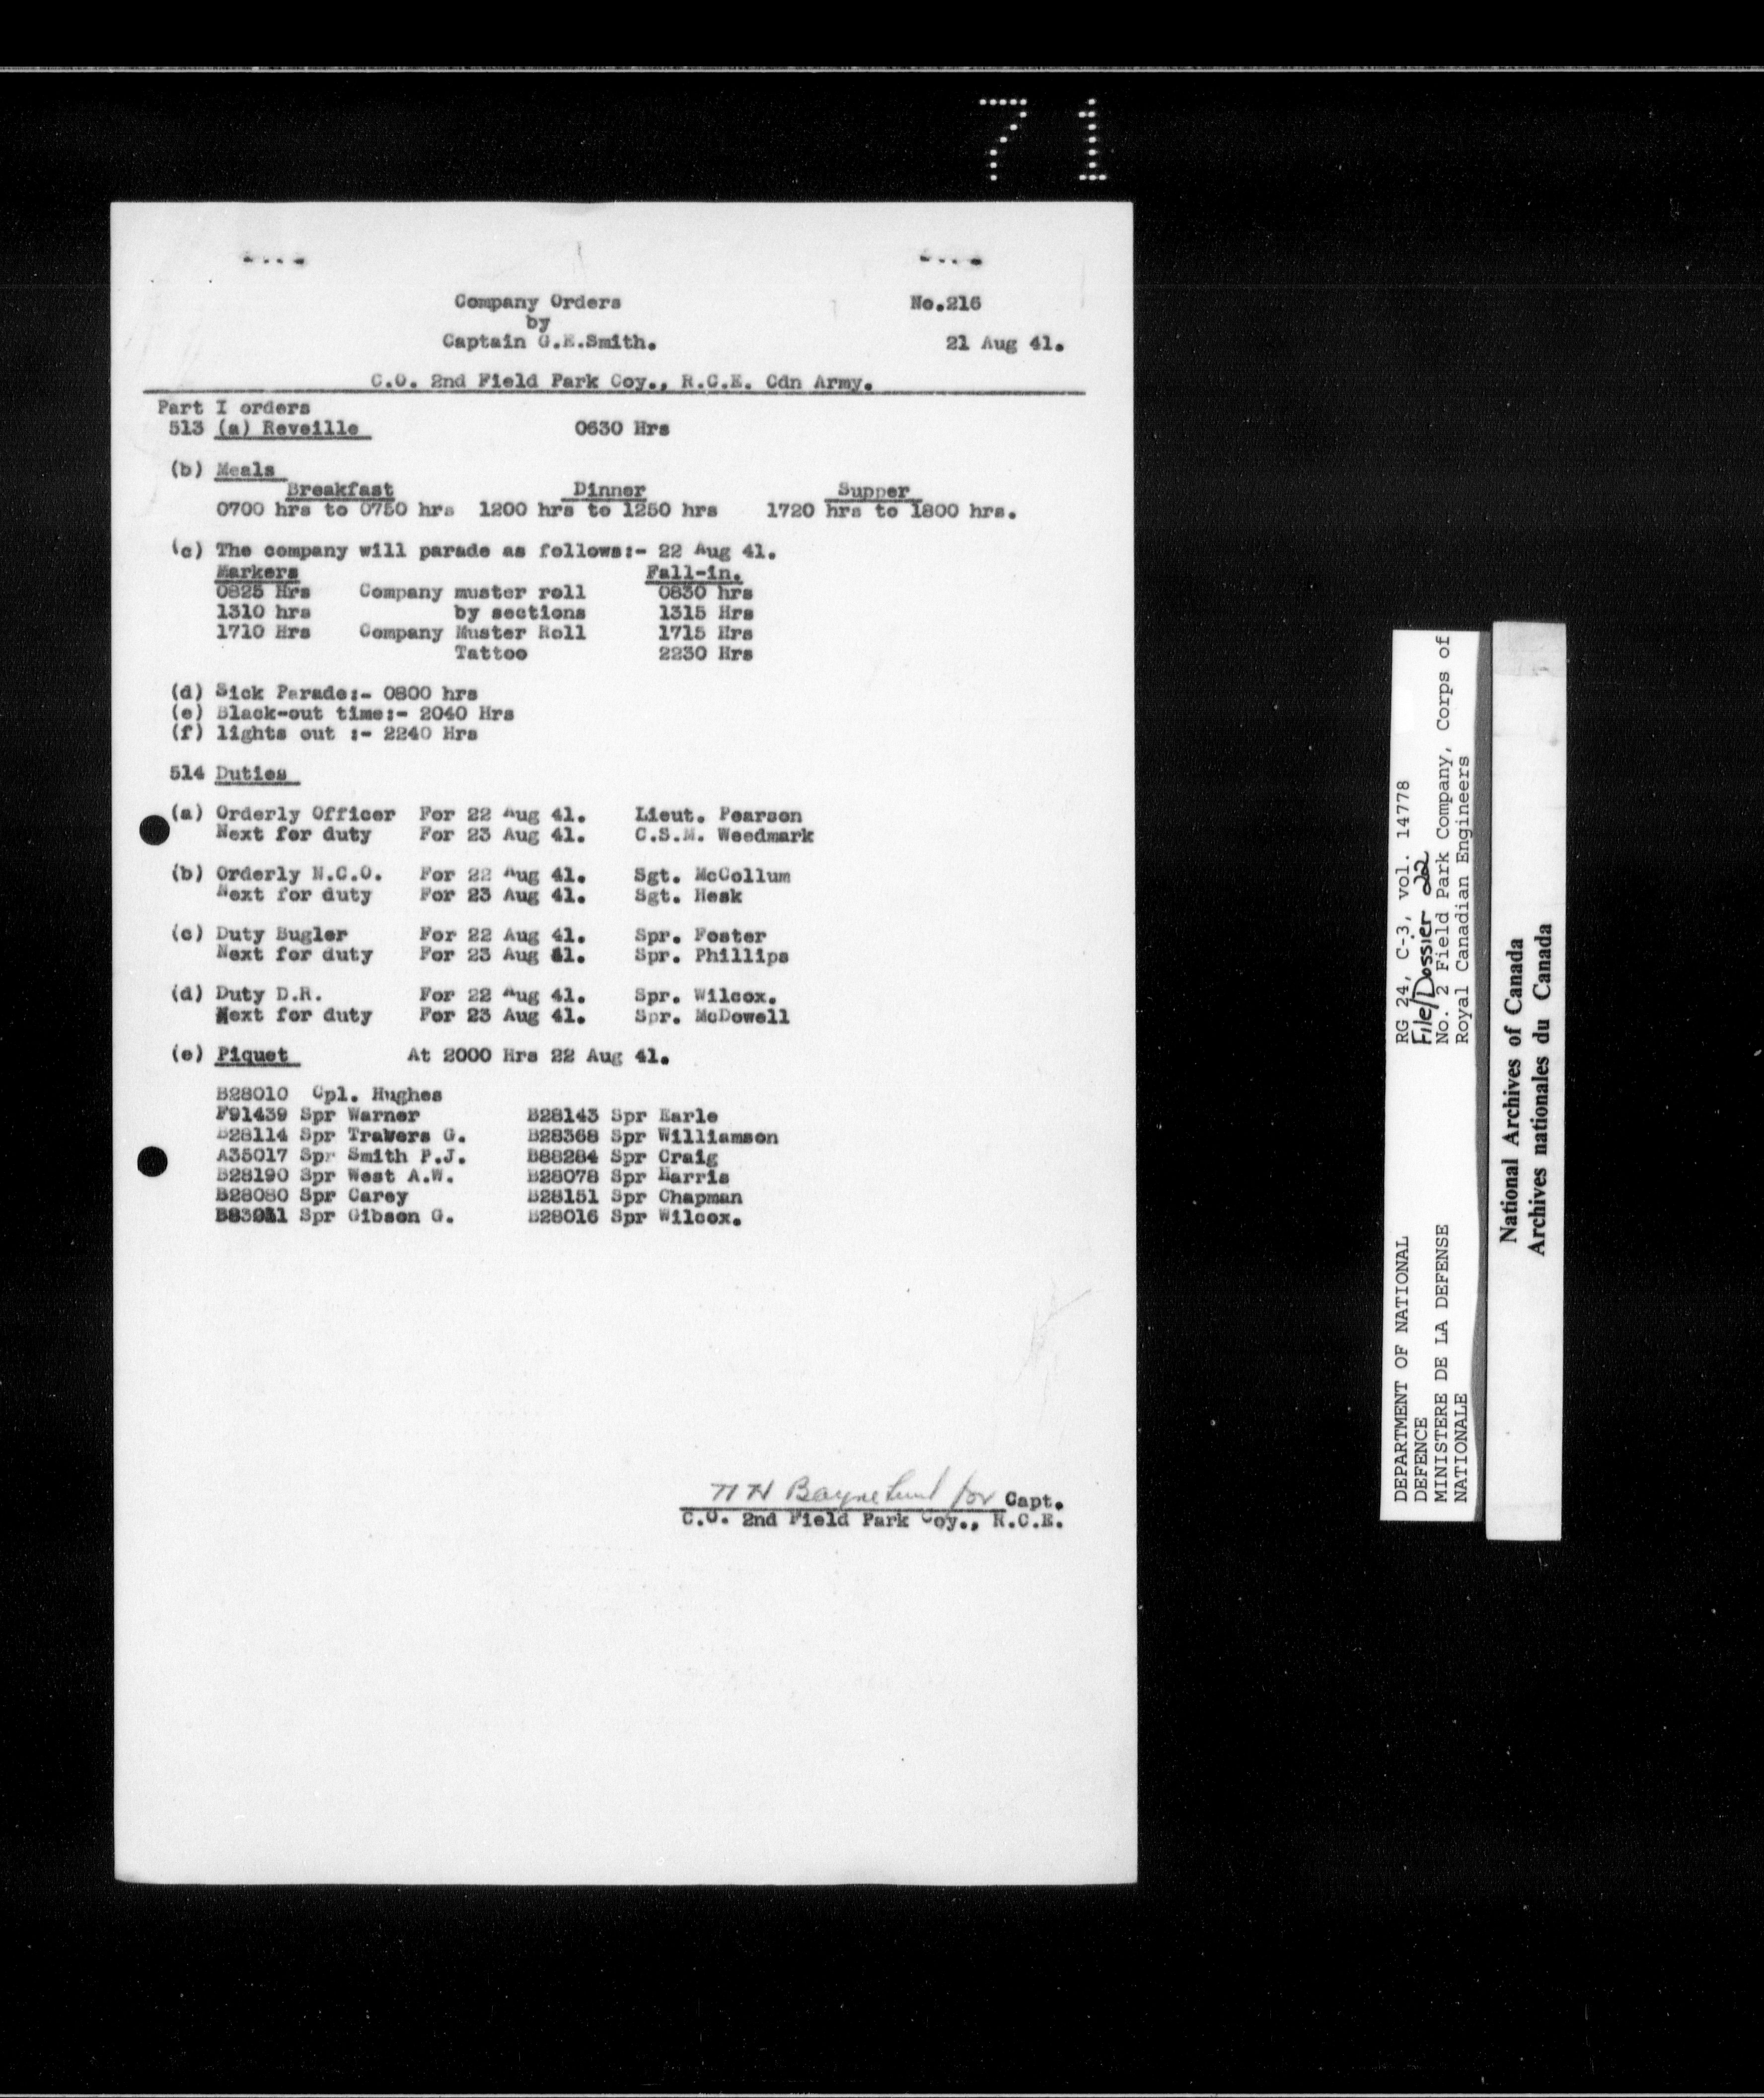 71
Company Orders No.216
by
Captain G.E.Smith. 21 Aug 41.
C.O. 2nd Field Park Coy., R.C.E. Cdn Army.
Part I orders
513 (a) Reveille 0630 Hrs
(b) Meals
Breakfast Dinner Supper
0700 hrs to 0750 hrs 1200 hrs to 1250 hrs 1720 hrs to 1800 hrs.
(c) The company will parade as follows:- 22 Aug 41.
Markers Fall-in.
0825 Hrs Company muster roll 0830 hrs
1310 hrs by sections 1315 Hrs
1710 Hrs Company Muster Roll 1715 Hrs
Tattoo 2230 Hrs
(d) Sick Parade:- 0800 hrs
(e) Black-out time:- 2040 Hrs
(f) lights out :- 2240 Hrs
514 Duties
(a) Orderly Officer For 22 Aug 41. Lieut. Pearson
Next for duty For 23 Aug 41. C.S.M. Weedmark
(b) Orderly N.C.O. For 22 Aug 41. Sgt. McCollum
Next for duty For 23 Aug 41. Sgt. Hesk
(c) Duty Bugler For 22 Aug 41. Spr. Foster
Next for duty For 23 Aug 41. Spr. Phillips
(d) Duty D.R. For 22 Aug 41. Spr. Wilcox.
Next for duty For 23 Aug 41. Spr. McDowell
(e) Piquet At 2000 Hrs 22 Aug 41.
B28010 Cpl. Hughes
F91439 Spr Warner B28143 Spr Earle
B28114 Spr Travers G. B28368 Spr Williamson
A35017 Spr Smith P.J. B88284 Spr Craig
B28190 Spr West A.W. B28078 Spr Harris
B28080 Spr Carey B28151 Spr Chapman
Spr Gibson G. B28016 Spr Wilcox.
Bayne for Capt.
C.O. 2nd Field Park Coy., R.C.E.
DEPARTMENT OF NATIONAL
DEFENCE
MINISTERE DE LA DEFENSE
NATIONALE
RG 24, C-3, vol. 14778
File/Dossier 202
No. 2 Field Park Company, Corps of
Royal Canadian Engineers
National Archives of Canada
Archives nationales du Canada